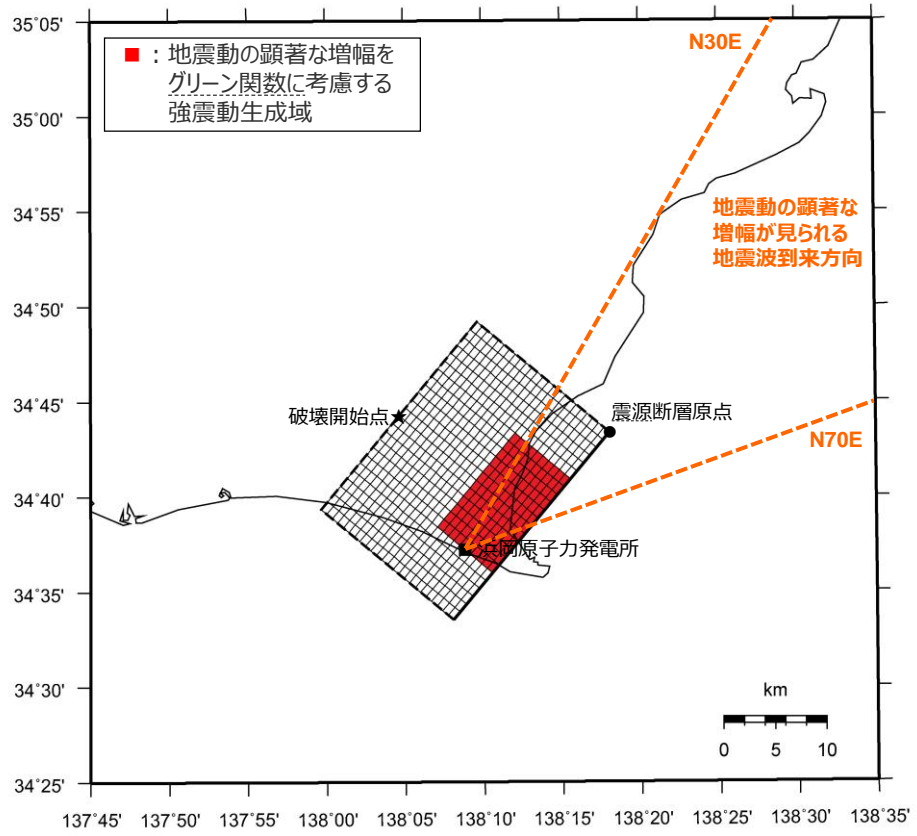 35°05'
35°00'
34°55'
34°50'
34°45'
34°40'
34°35'
34°30'
34°25'
■：地震動の顕著な増幅を
グリーン関数に考慮する
強震動生成域
N30E
地震動の顕著な
増幅が見られる
地震波到来方向
震源断層原点
破壊開始点
N70E
浜岡原子力発電所
km
0 5 10
137°45' 137°50' 137°55' 138°00' 138°05' 138°10' 138°15' 138°20' 138°25' 138°30' 138°35'